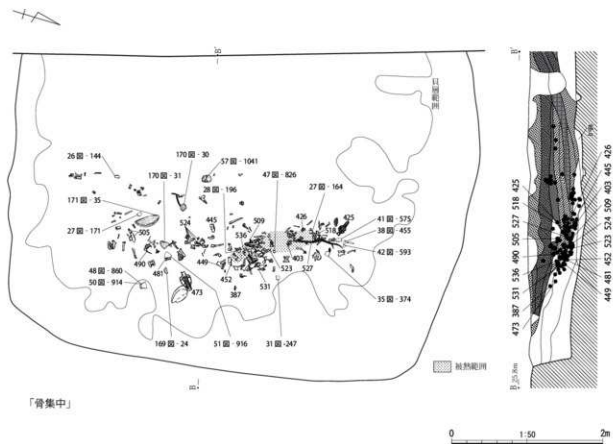 B'
B'
26図 - 144
170図 - 30
57図 - 1041
170図 - 31
47図 - 826
28図 - 196
27図 - 164
171図 - 35
509
426
425
41図 - 575
445
536
518
38図 - 455
524
27図 - 171
505
42図 - 593
490
449
403
48図 - 860
481
452
523
527
50図 - 914
473
387
531
35図 - 374
169図 - 24
51図 - 916
31図 -247
被熱範囲
B
B 25.8m
「骨集中」
425
518
527
505
490
536
531
387
473
426
445
403
509
524
523
452
481
449
0
1:50
2m